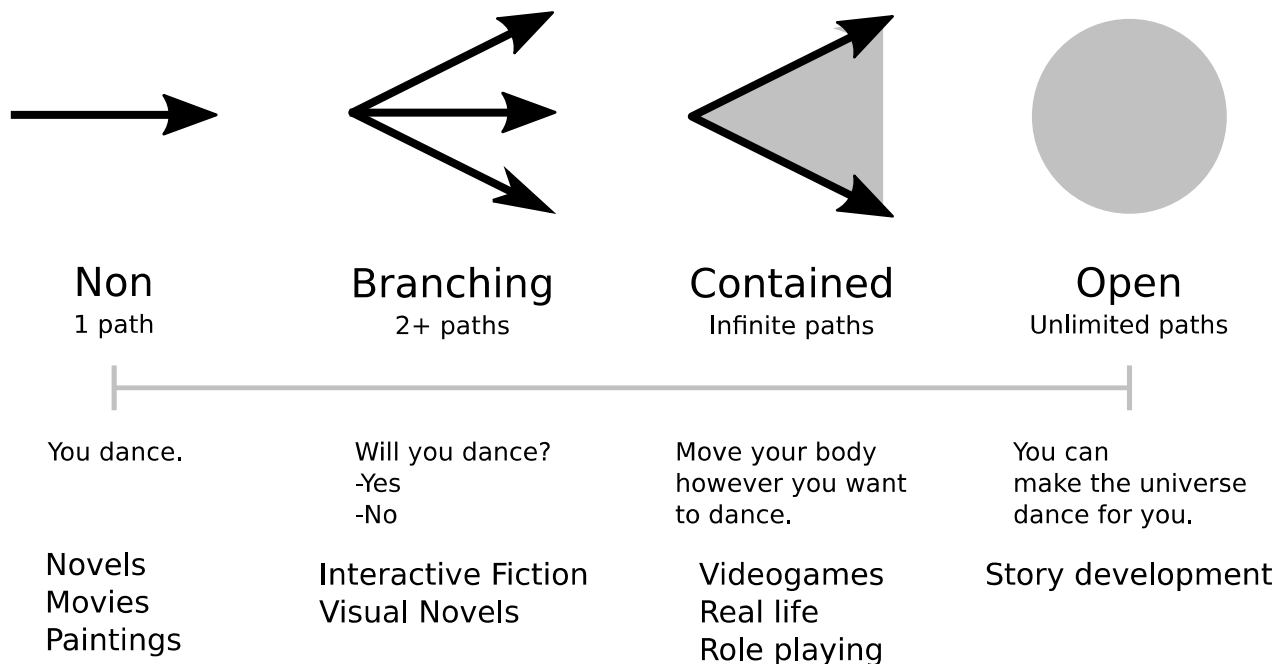 Non
1 path
Branching
2+ paths
Contained
Infinite paths
Open
Unlimited paths
You dance.
Will you dance?
-Yes
-No
Move your body
however you want
to dance.
You can
make the universe
dance for you.
Novels
Movies
Paintings
Interactive Fiction
Visual Novels
Videogames
Real life
Role playing
Story development